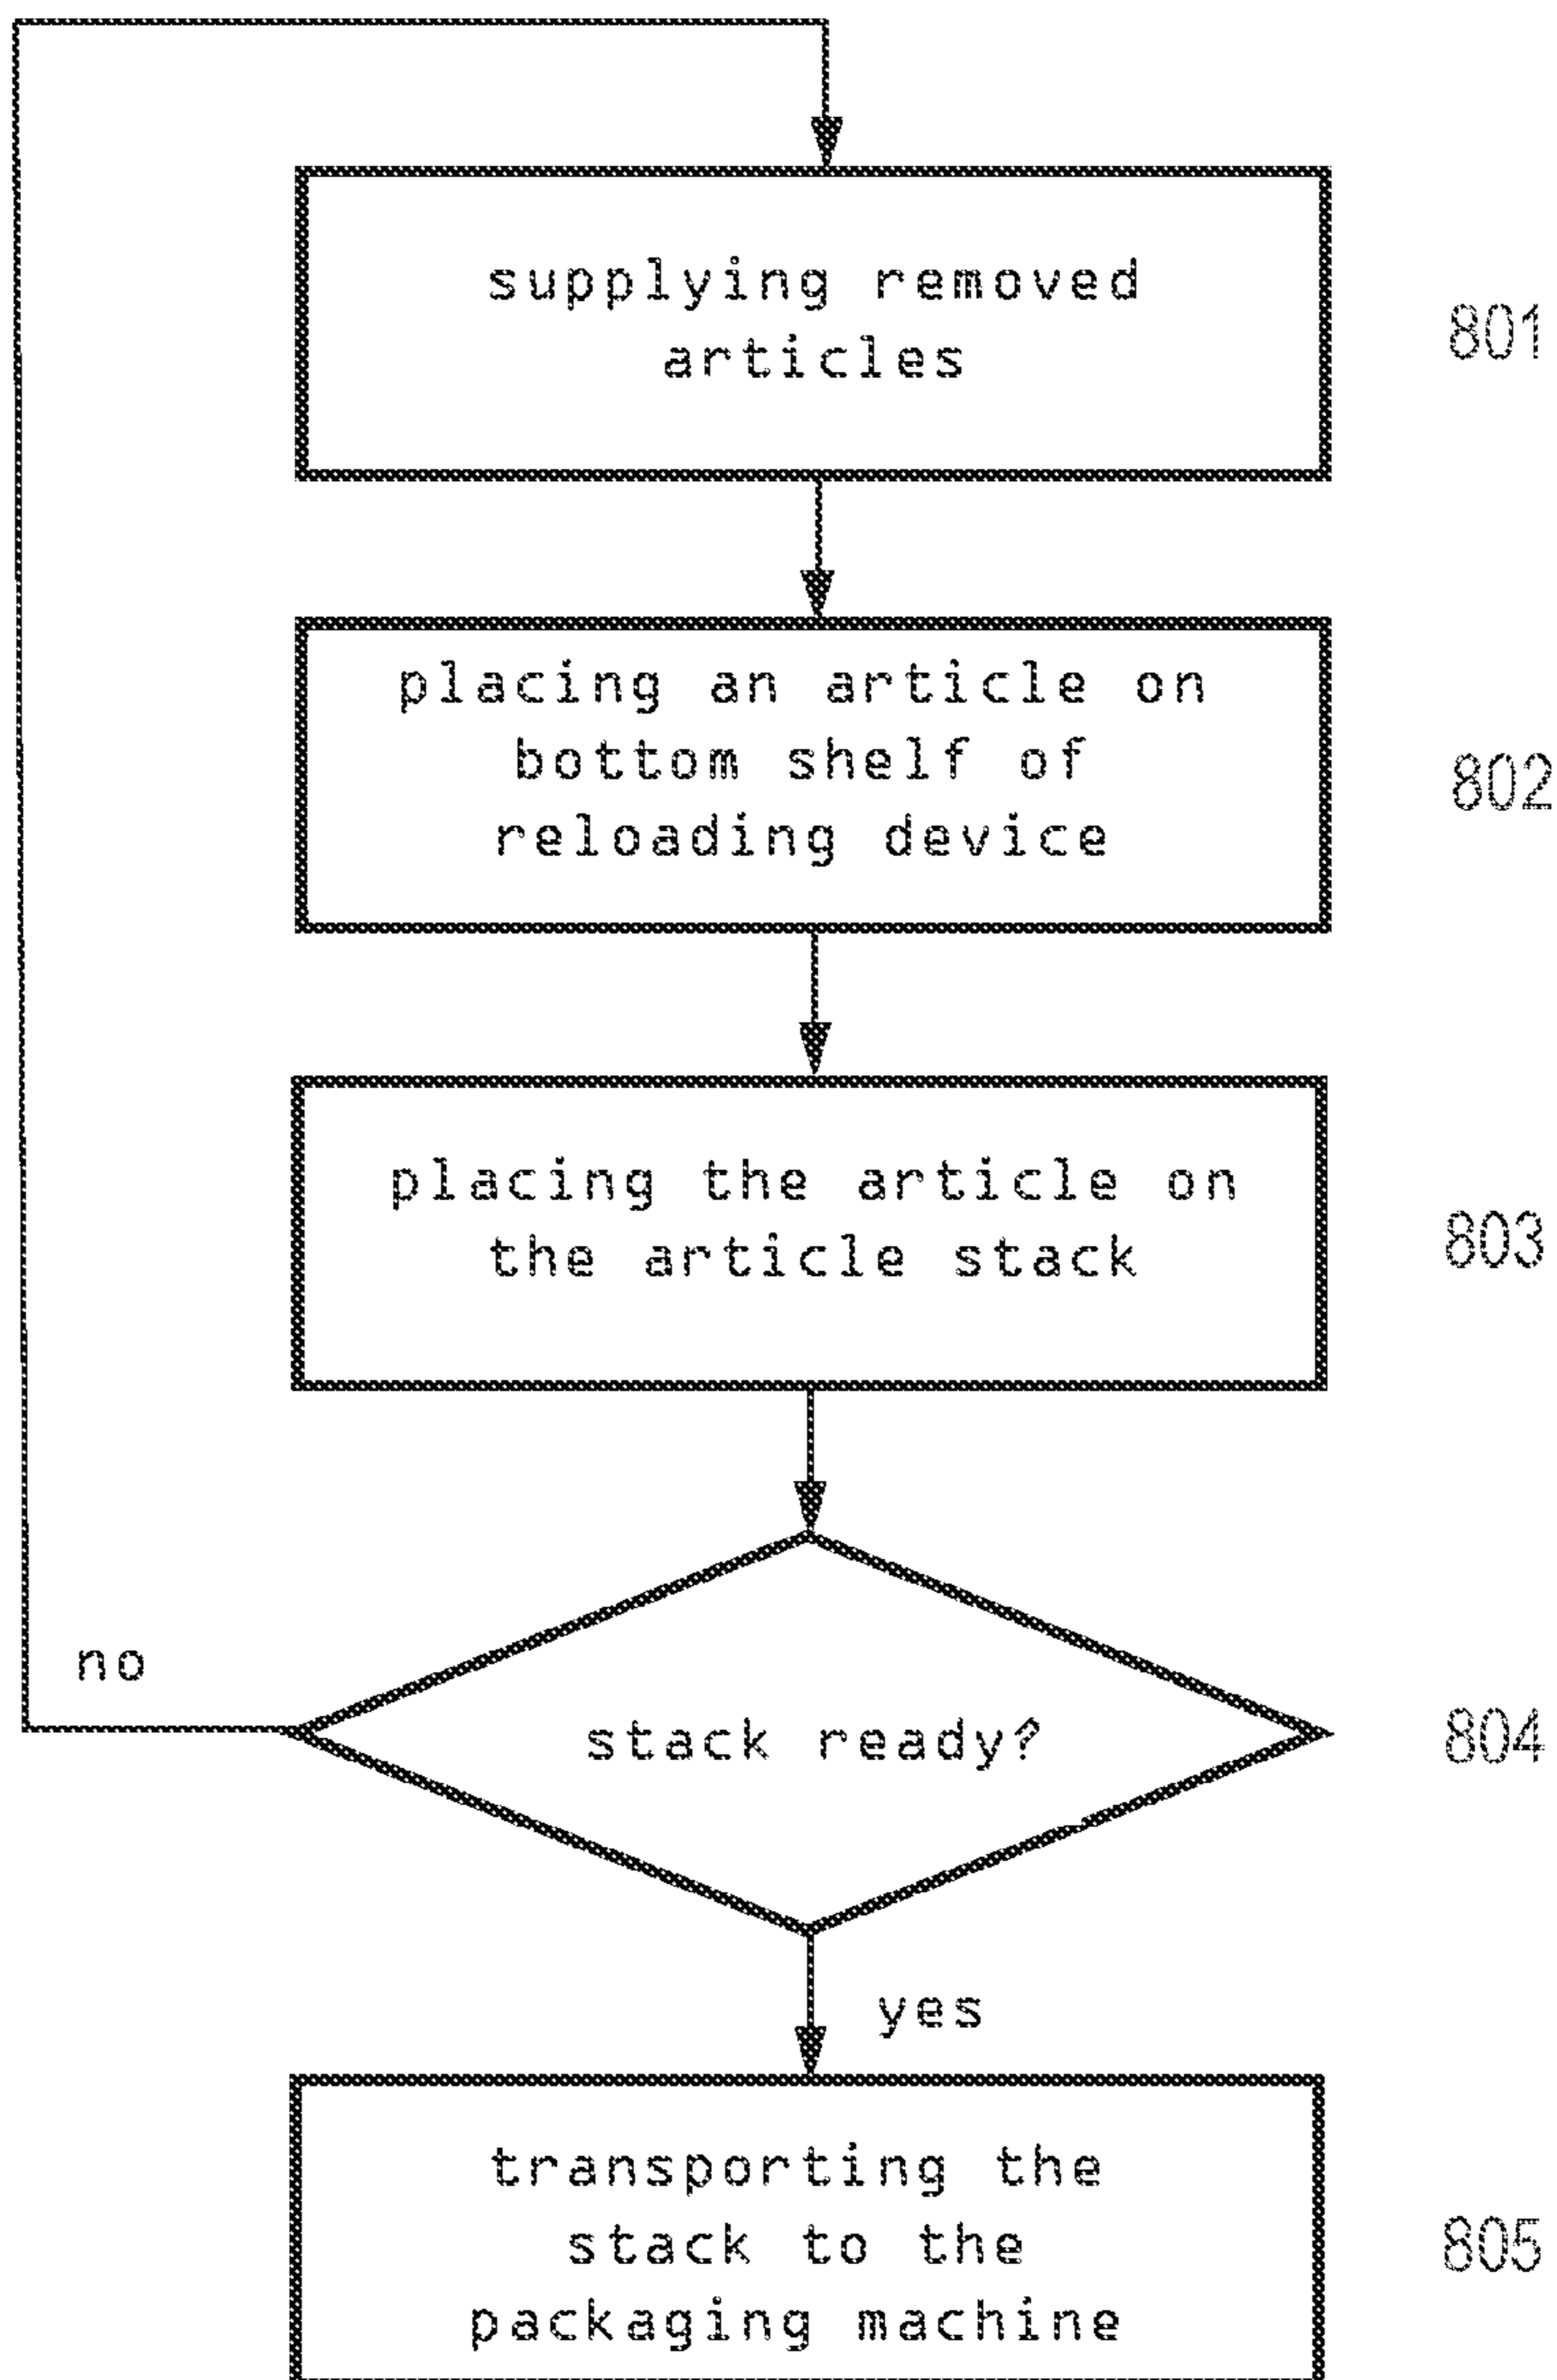 supplying removed
articles
801
placing an article on
bottom shelf of
reloading device
802
placing the article on
the article stack
803
no
stack ready?
804
yes
transporting the
stack to the
packaging machine
805